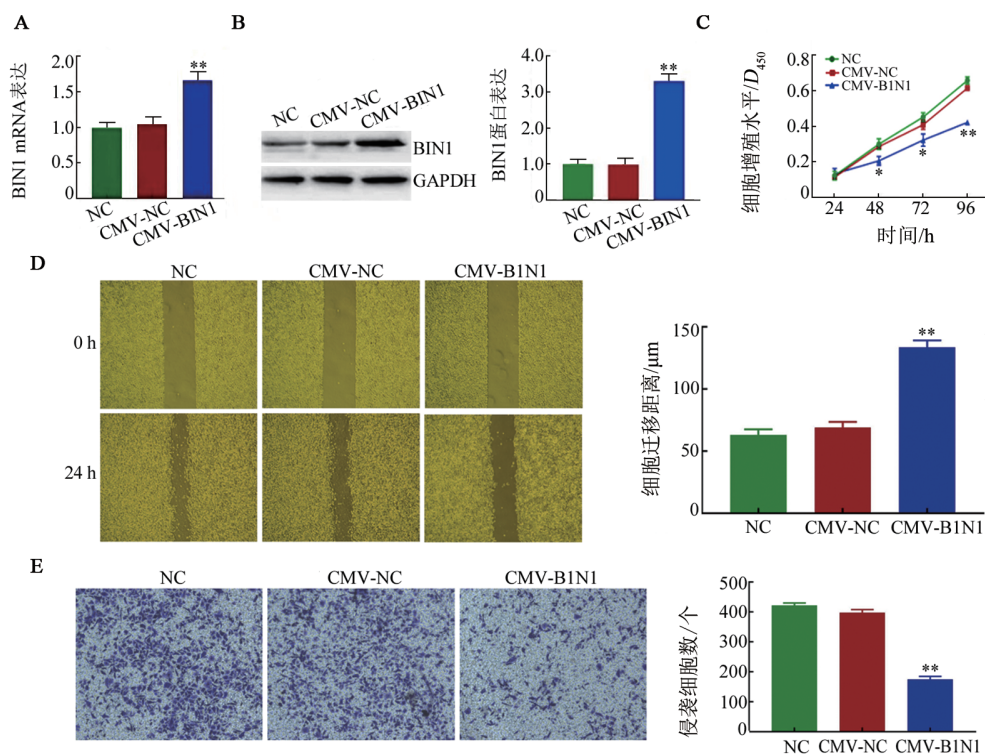 A
BIN1 mRNA表达
2.0
1.5
1.0
0.5
0
**
NC
CMV-NC
CMV-BIN1
B
NC
CMV-NC
CMV-BIN1
BIN1
GAPDH
BIN1蛋白表达
4.0
3.0
2.0
1.0
0
**
NC
CMV-NC
CMV-BIN1
C
NC
CMV-NC
CMV-B1N1
细胞增殖水平/D450
0.8
0.6
0.4
0.2
0
*
*
**
24
48
72
96
时间/h
D
NC
CMV-NC
CMV-B1N1
0 h
24 h
细胞迁移距离/μm
150
100
50
0
**
NC
CMV-NC
CMV-B1N1
E
NC
CMV-NC
CMV-B1N1
侵袭细胞数/个
500
400
300
200
100
0
**
NC
CMV-NC
CMV-B1N1